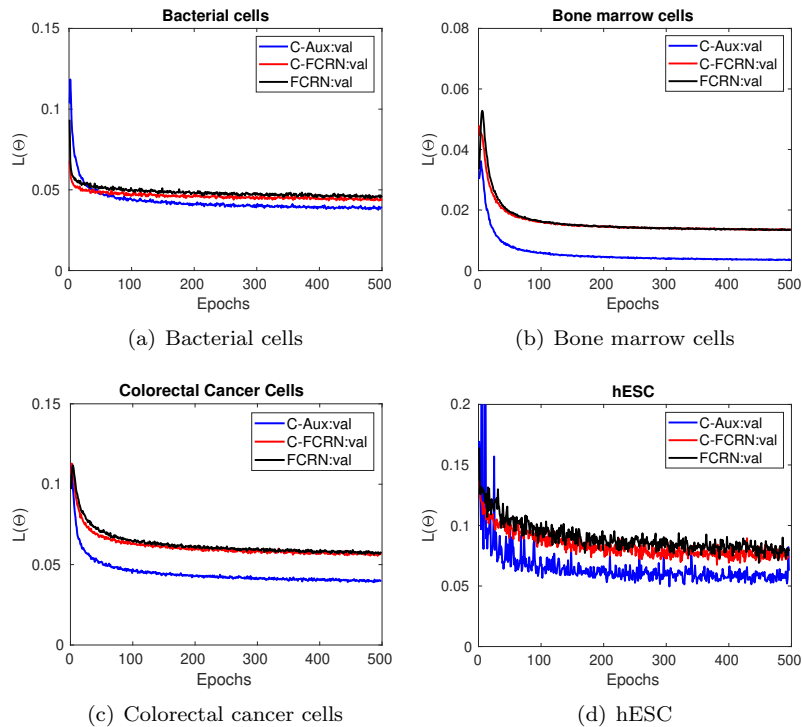 Bacterial cells
0.15
0.1
0.05
0
L(Θ)
C-Aux:val
C-FCRN:val
FCRN:val
0 100 200 300 400 500
Epochs
(a) Bacterial cells
Bone marrow cells
0.08
0.06
0.04
0.02
0
L(Θ)
C-Aux:val
C-FCRN:val
FCRN:val
0 100 200 300 400 500
Epochs
(b) Bone marrow cells
Colorectal Cancer Cells
0.15
0.1
0.05
0
L(Θ)
C-Aux:val
C-FCRN:val
FCRN:val
0 100 200 300 400 500
Epochs
(c) Colorectal cancer cells
hESC
0.2
0.15
0.1
0.05
0
L(Θ)
C-Aux:val
C-FCRN:val
FCRN:val
0 100 200 300 400 500
Epochs
(d) hESC